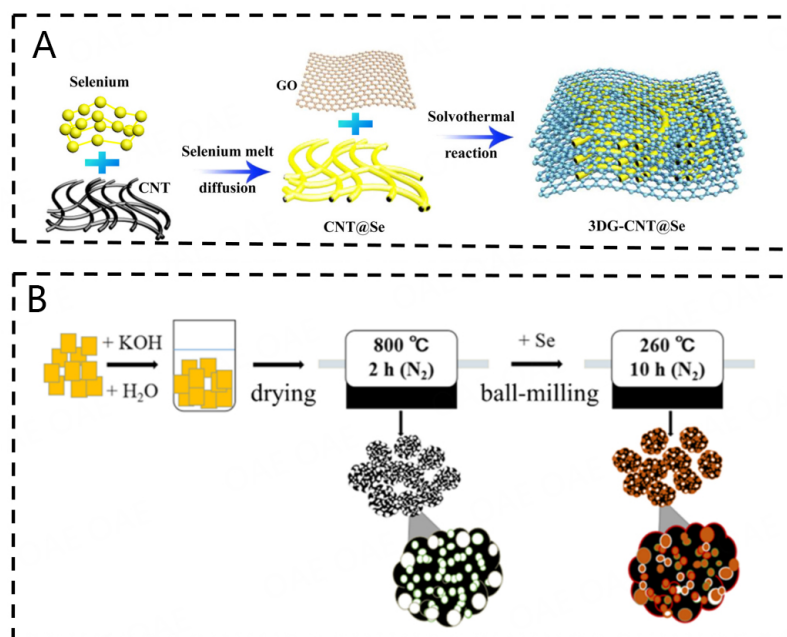 A
Selenium
CNT
Selenium melt
diffusion
GO
CNT@Se
Solvothermal
reaction
3DG-CNT@Se
B
+ KOH
+ H₂O
drying
800 ℃
2 h (N₂)
+ Se
ball-milling
260 ℃
10 h (N₂)